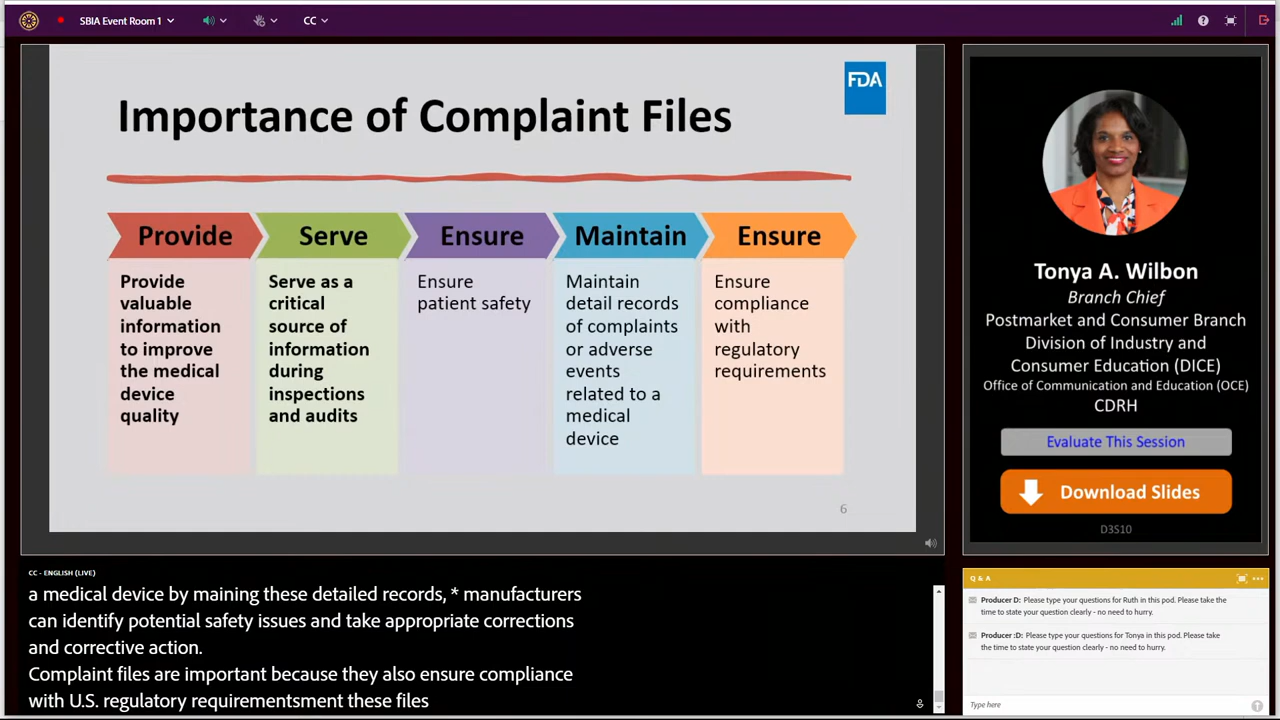 SBIA Event Room 1
CC
FDA
Importance of Complaint Files
Provide
Serve
Ensure
Maintain
Ensure
Provide
valuable
information
to improve
the medical
device
quality
Serve as a
critical
source of
information
during
inspections
and audits
Ensure
patient safety
Maintain
detail records
of complaints
or adverse
events
related to a
medical
device
Ensure
compliance
with
regulatory
requirements
6
Tonya A. Wilbon
Branch Chief
Postmarket and Consumer Branch
Division of Industry and
Consumer Education (DICE)
Office of Communication and Education (OCE)
CDRH
Evaluate This Session
Download Slides
D3S10
CC - ENGLISH (LIVE)
a medical device by maining these detailed records, * manufacturers
can identify potential safety issues and take appropriate corrections
and corrective action.
Complaint files are important because they also ensure compliance
with U.S. regulatory requirementsment these files
Q & A
Producer D: Please type your questions for Ruth in this pod. Please take the
time to state your question clearly - no need to hurry.
Producer :D: Please type your questions for Tonya in this pod. Please take
the time to state your question clearly - no need to hurry.
Type here